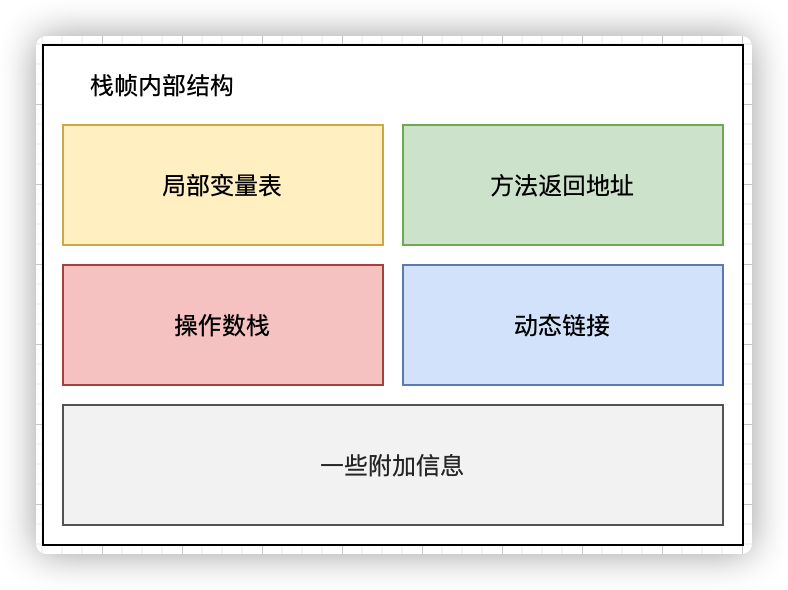 栈帧内部结构
局部变量表
方法返回地址
操作数栈
动态链接
一些附加信息